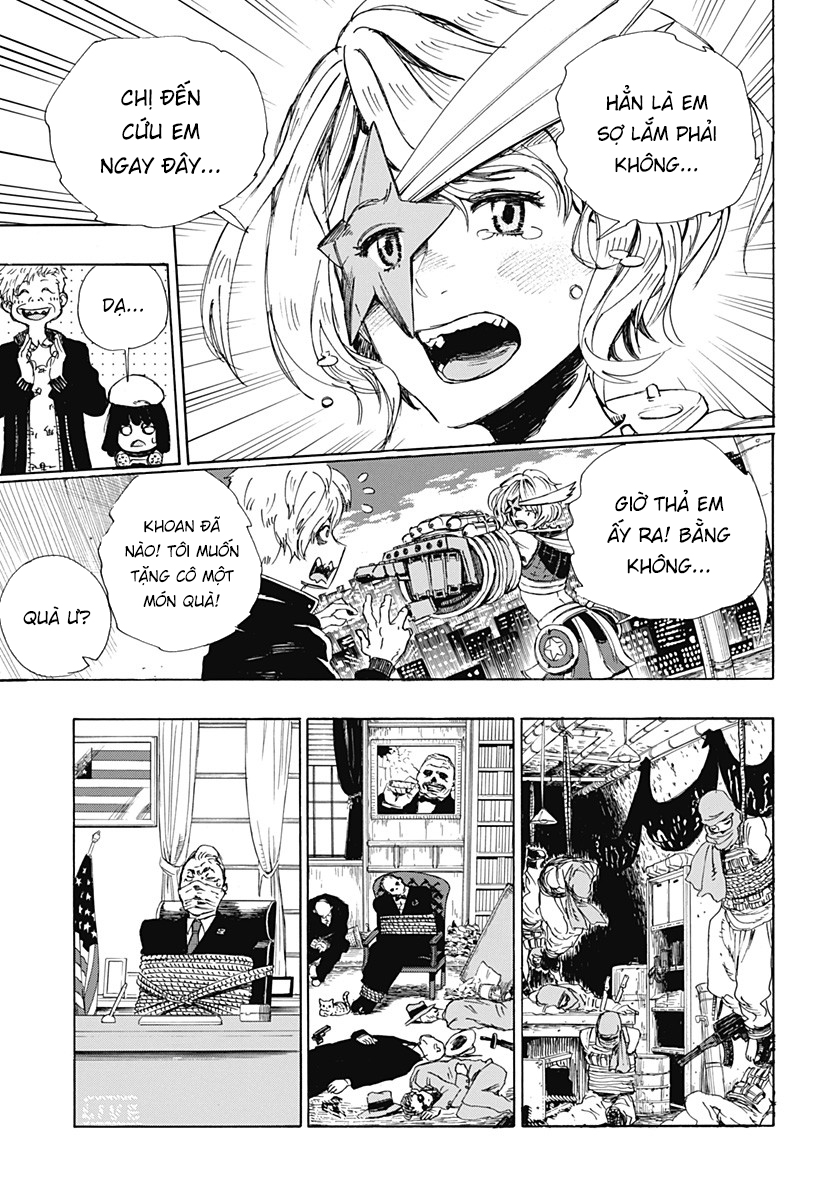 HẲN LÀ EM
SỢ LẮM PHẢI
KHÔNG...
CHỊ ĐẾN
CỨU EM
NGAY ĐÂY...
DẠ...
GIỜ THẢ EM
ẤY RA! BẰNG
KHÔNG...
KHOAN ĐÃ
NÀO! TÔI MUỐN
TẶNG CÔ MỘT
MÓN QUÀ!
QUÀ Ư?
LIVE